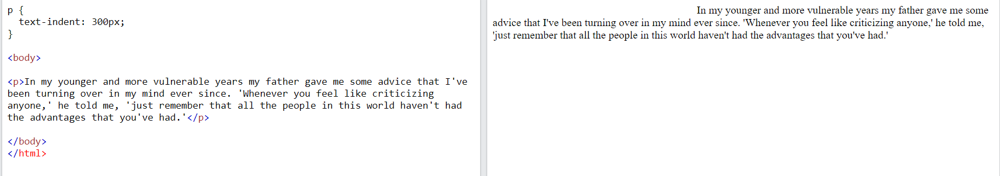 p {
  text-indent: 300px;
}
<body>
<p>In my younger and more vulnerable years my father gave me some advice that I've
been turning over in my mind ever since. 'Whenever you feel like criticizing
anyone,' he told me, 'just remember that all the people in this world haven't had
the advantages that you've had.'</p>
</body>
</html>
In my younger and more vulnerable years my father gave me some
advice that I've been turning over in my mind ever since. 'Whenever you feel like criticizing anyone,' he told me,
'just remember that all the people in this world haven't had the advantages that you've had.'